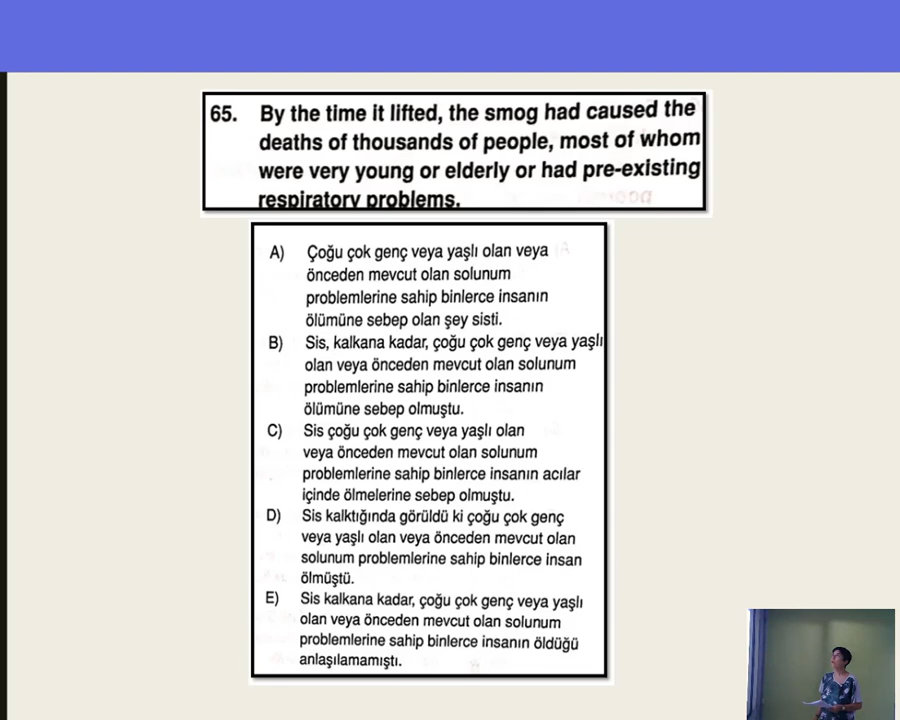 65. By the time it lifted, the smog had caused the
deaths of thousands of people, most of whom
were very young or elderly or had pre-existing
respiratory problems.
A) Çoğu çok genç veya yaşlı olan veya
önceden mevcut olan solunum
problemlerine sahip binlerce insanın
ölümüne sebep olan şey sisti.
B) Sis, kalkana kadar, çoğu çok genç veya yaşlı
olan veya önceden mevcut olan solunum
problemlerine sahip binlerce insanın
ölümüne sebep olmuştu.
C) Sis çoğu çok genç veya yaşlı olan
veya önceden mevcut olan solunum
problemlerine sahip binlerce insanın acılar
içinde ölmelerine sebep olmuştu.
D) Sis kalktığında görüldü ki çoğu çok genç
veya yaşlı olan veya önceden mevcut olan
solunum problemlerine sahip binlerce insan
ölmüştü.
E) Sis kalkana kadar, çoğu çok genç veya yaşlı
olan veya önceden mevcut olan solunum
problemlerine sahip binlerce insanın öldüğü
anlaşılamamıştı.